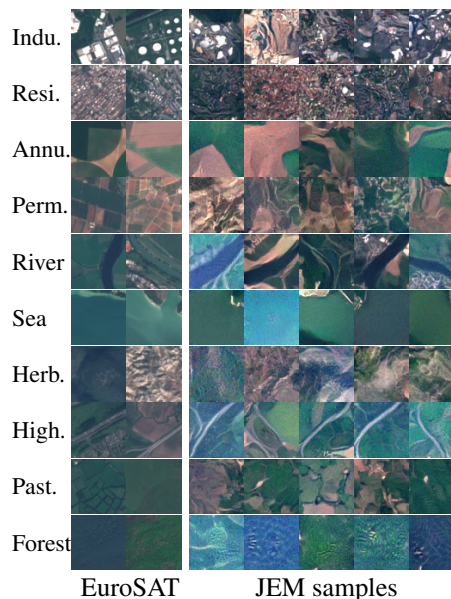 Indu.
Resi.
Annu.
Perm.
River
Sea
Herb.
High.
Past.
Forest
EuroSAT JEM samples